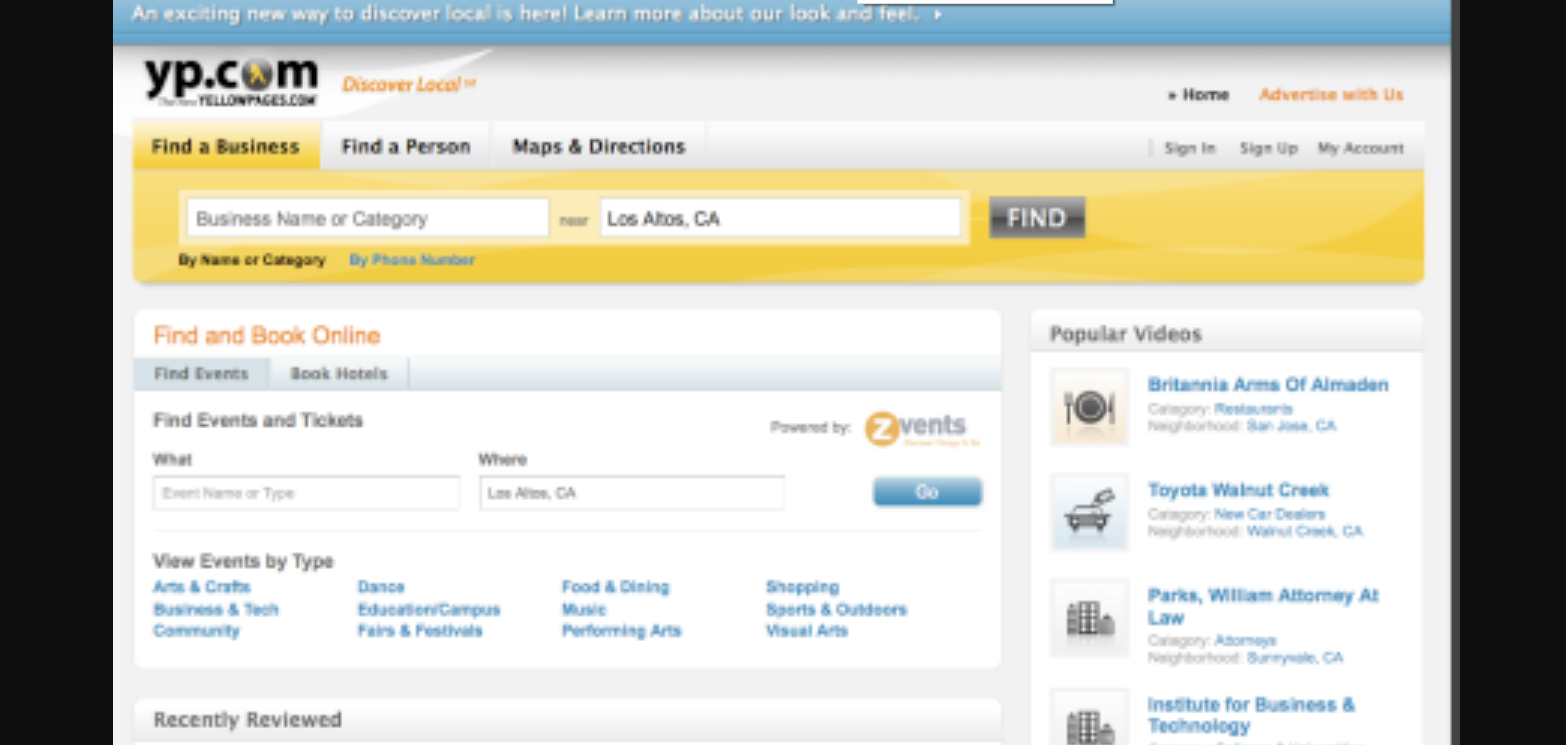 An exciting new way to discover local is here! Learn more about our look and feel.
yp.com
The New YELLOWPAGES.COM
Discover Local SM
Home
Advertise with Us
Find a Business
Find a Person
Maps & Directions
Sign In
Sign Up
My Account
Business Name or Category
near
Los Altos, CA
FIND
By Name or Category
By Phone Number
Find and Book Online
Find Events
Book Hotels
Find Events and Tickets
Powered by:
zvents
What
Where
Event Name or Type
Los Altos, CA
Go
View Events by Type
Arts & Crafts
Dance
Food & Dining
Shopping
Business & Tech
Education/Campus
Music
Sports & Outdoors
Community
Fairs & Festivals
Performing Arts
Visual Arts
Recently Reviewed
Popular Videos
Britannia Arms Of Almaden
Category: Restaurants
Neighborhood: San Jose, CA
Toyota Walnut Creek
Category: New Car Dealers
Neighborhood: Walnut Creek, CA
Parks, William Attorney At
Law
Category: Attorneys
Neighborhood: Sunnyvale, CA
Institute for Business &
Technology